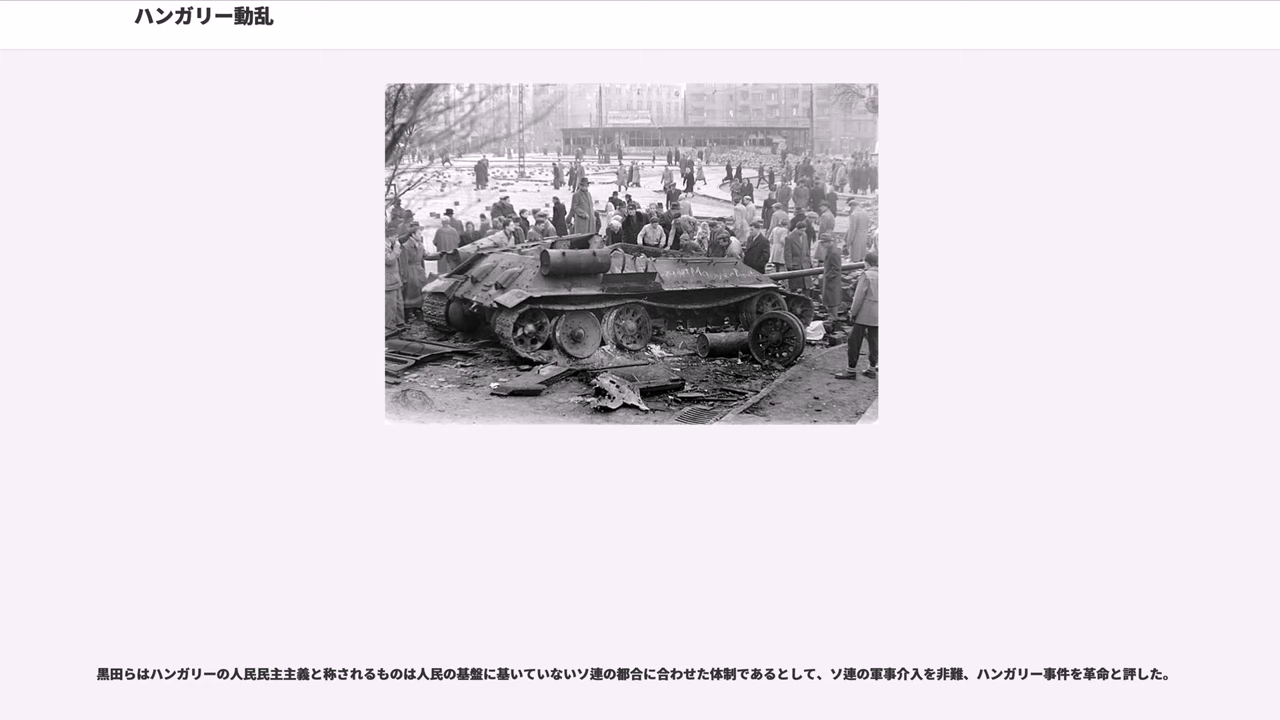 ハンガリー動乱
黒田らはハンガリーの人民民主主義と称されるものは人民の基盤に基いていないソ連の都合に合わせた体制であるとして、ソ連の軍事介入を非難、ハンガリー事件を革命と評した。